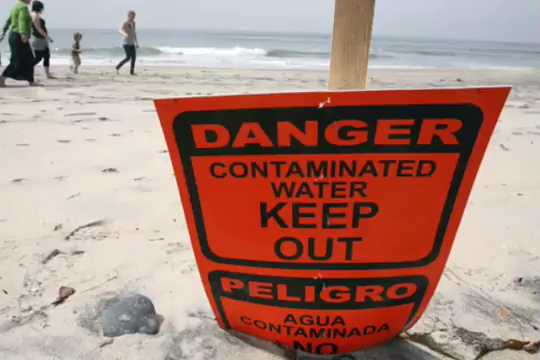 DANGER
CONTAMINATED
WATER
KEEP
OUT
PELIGRO
AGUA
CONTAMINADA
NO